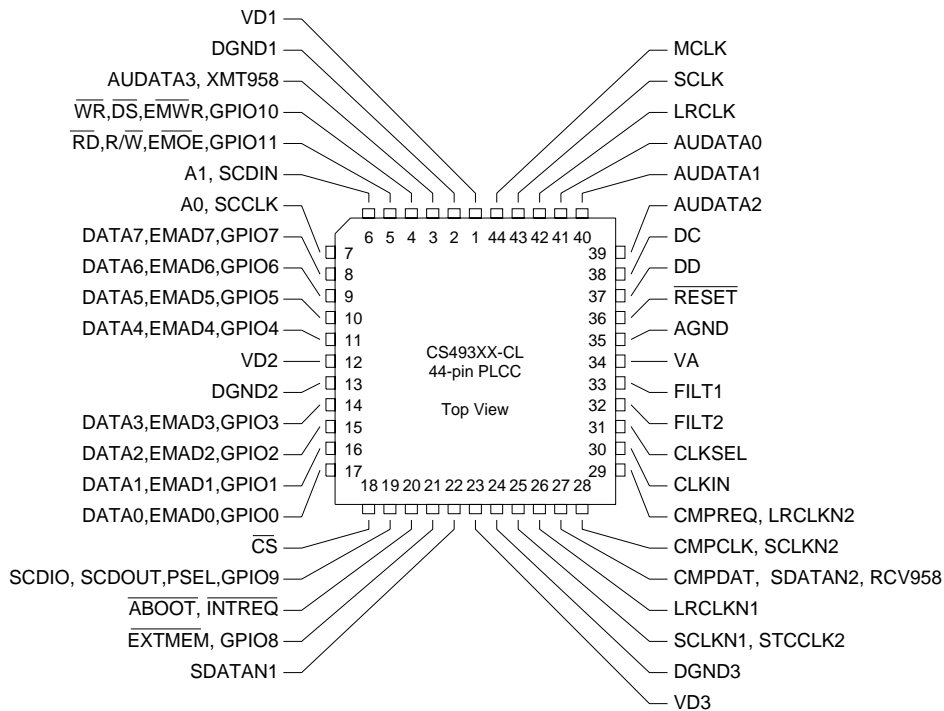 VD1
DGND1
AUDATA3, XMT958
WR,DS,EMWR,GPIO10
RD,R/W,EMOE,GPIO11
A1, SCDIN
A0, SCCLK
DATA7,EMAD7,GPIO7
DATA6,EMAD6,GPIO6
DATA5,EMAD5,GPIO5
DATA4,EMAD4,GPIO4
VD2
DGND2
DATA3,EMAD3,GPIO3
DATA2,EMAD2,GPIO2
DATA1,EMAD1,GPIO1
DATA0,EMAD0,GPIO0
CS
SCDIO, SCDOUT,PSEL,GPIO9
ABOOT, INTREQ
EXTMEM, GPIO8
SDATAN1
6 5 4 3 2 1 44 43 42 41 40
7
8
9
10
11
12
13
14
15
16
17
CS493XX-CL
44-pin PLCC
Top View
39
38
37
36
35
34
33
32
31
30
29
18 19 20 21 22 23 24 25 26 27 28
MCLK
SCLK
LRCLK
AUDATA0
AUDATA1
AUDATA2
DC
DD
RESET
AGND
VA
FILT1
FILT2
CLKSEL
CLKIN
CMPREQ, LRCLKN2
CMPCLK, SCLKN2
CMPDAT, SDATAN2, RCV958
LRCLKN1
SCLKN1, STCCLK2
DGND3
VD3